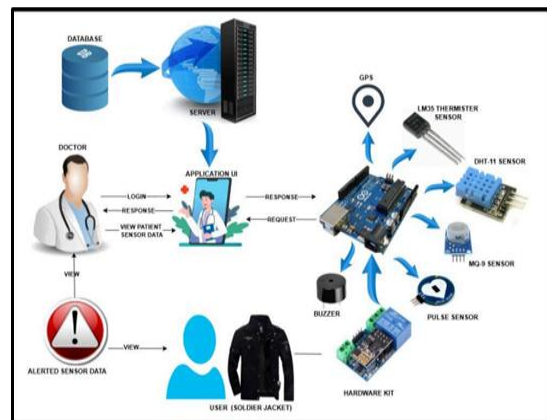 DATABASE
SERVER
GPS
LM35 THERMISTER
SENSOR
DHT-11 SENSOR
DOCTOR
APPLICATION UI
LOGIN
RESPONSE
RESPONSE
REQUEST
VIEW PATIENT
SENSOR DATA
MQ-9 SENSOR
VIEW
BUZZER
PULSE SENSOR
VIEW
ALERTED SENSOR DATA
HARDWARE KIT
USER (SOLDIER JACKET)